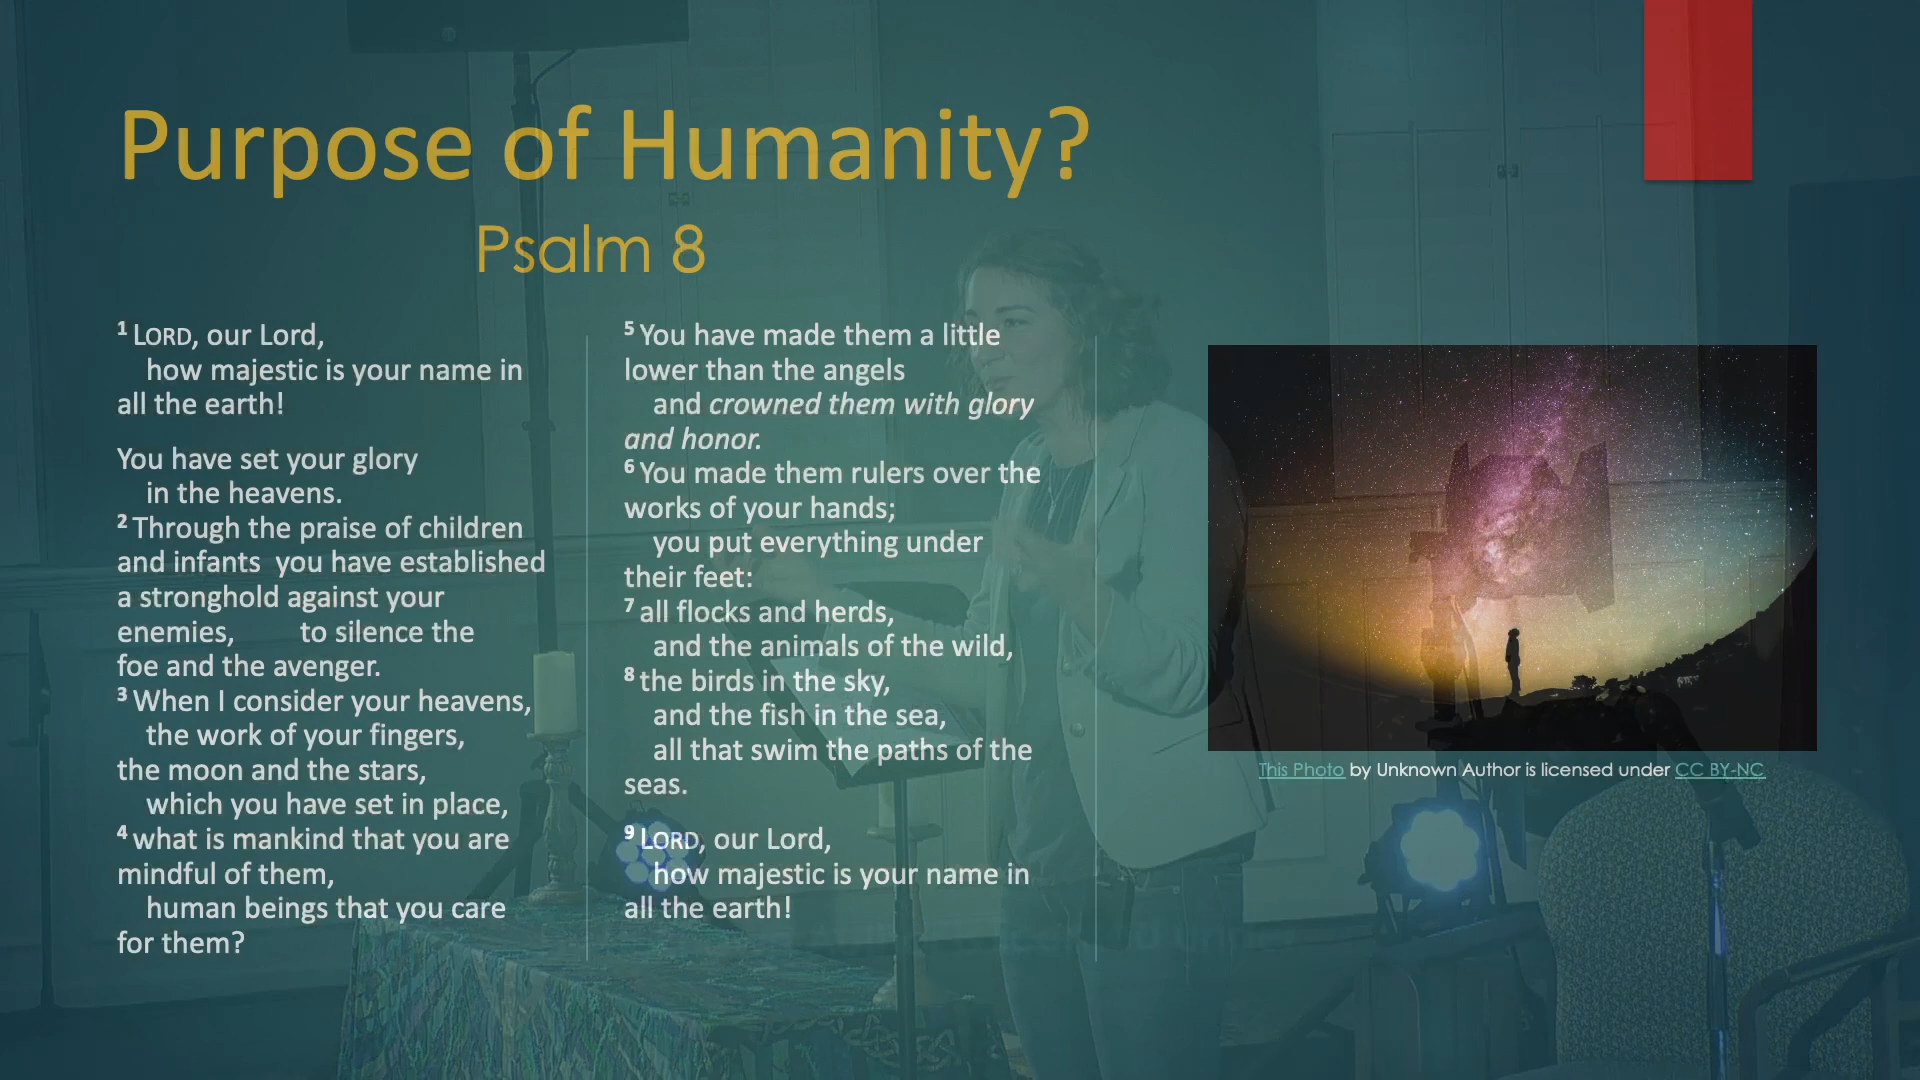 Purpose of Humanity?
Psalm 8
1 LORD, our Lord,
how majestic is your name in
all the earth!
You have set your glory
in the heavens.
2 Through the praise of children
and infants you have established
a stronghold against your
enemies, to silence the
foe and the avenger.
3 When I consider your heavens,
the work of your fingers,
the moon and the stars,
which you have set in place,
4 what is mankind that you are
mindful of them,
human beings that you care
for them?
5 You have made them a little
lower than the angels
and crowned them with glory
and honor.
6 You made them rulers over the
works of your hands;
you put everything under
their feet:
7 all flocks and herds,
and the animals of the wild,
8 the birds in the sky,
and the fish in the sea,
all that swim the paths of the
seas.
9 LORD, our Lord,
how majestic is your name in
all the earth!
This Photo by Unknown Author is licensed under CC BY-NC